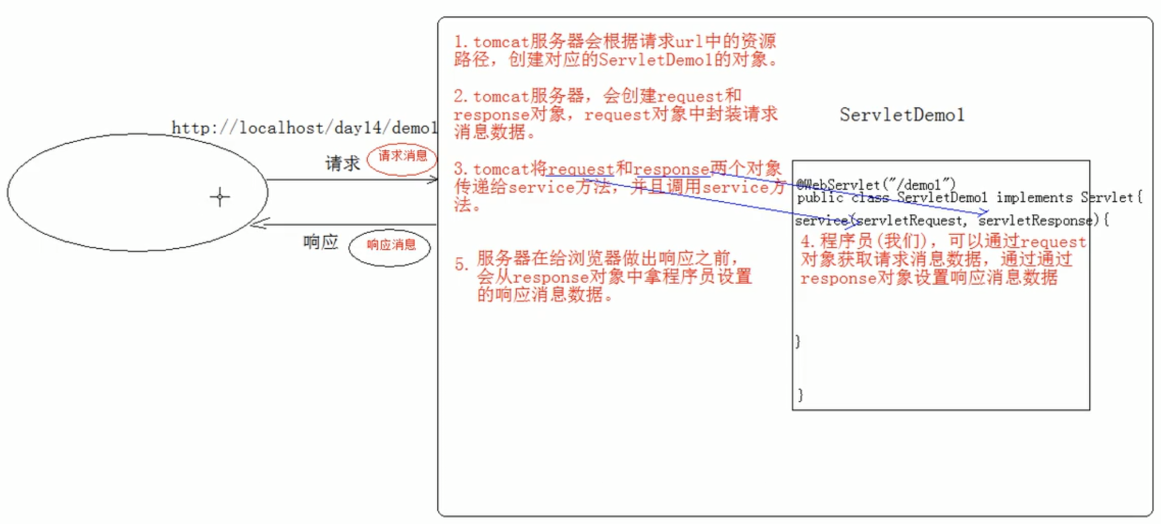 http://localhost/day14/demo1
请求
请求消息
响应
响应消息
1.tomcat服务器会根据请求url中的资源
路径，创建对应的ServletDemo1的对象。
2.tomcat服务器，会创建request和
response对象，request对象中封装请求
消息数据。
3.tomcat将request和response两个对象
传递给service方法，并且调用service方
法。
5.
服务器在给浏览器做出响应之前，
会从response对象中拿程序员设置
的响应消息数据。
ServletDemo1
@WebServlet("/demo1")
public class ServletDemo1 implements Servlet{
service(servletRequest, servletResponse){
4.程序员(我们)，可以通过request
对象获取请求消息数据，通过通过
response对象设置响应消息数据
}
}